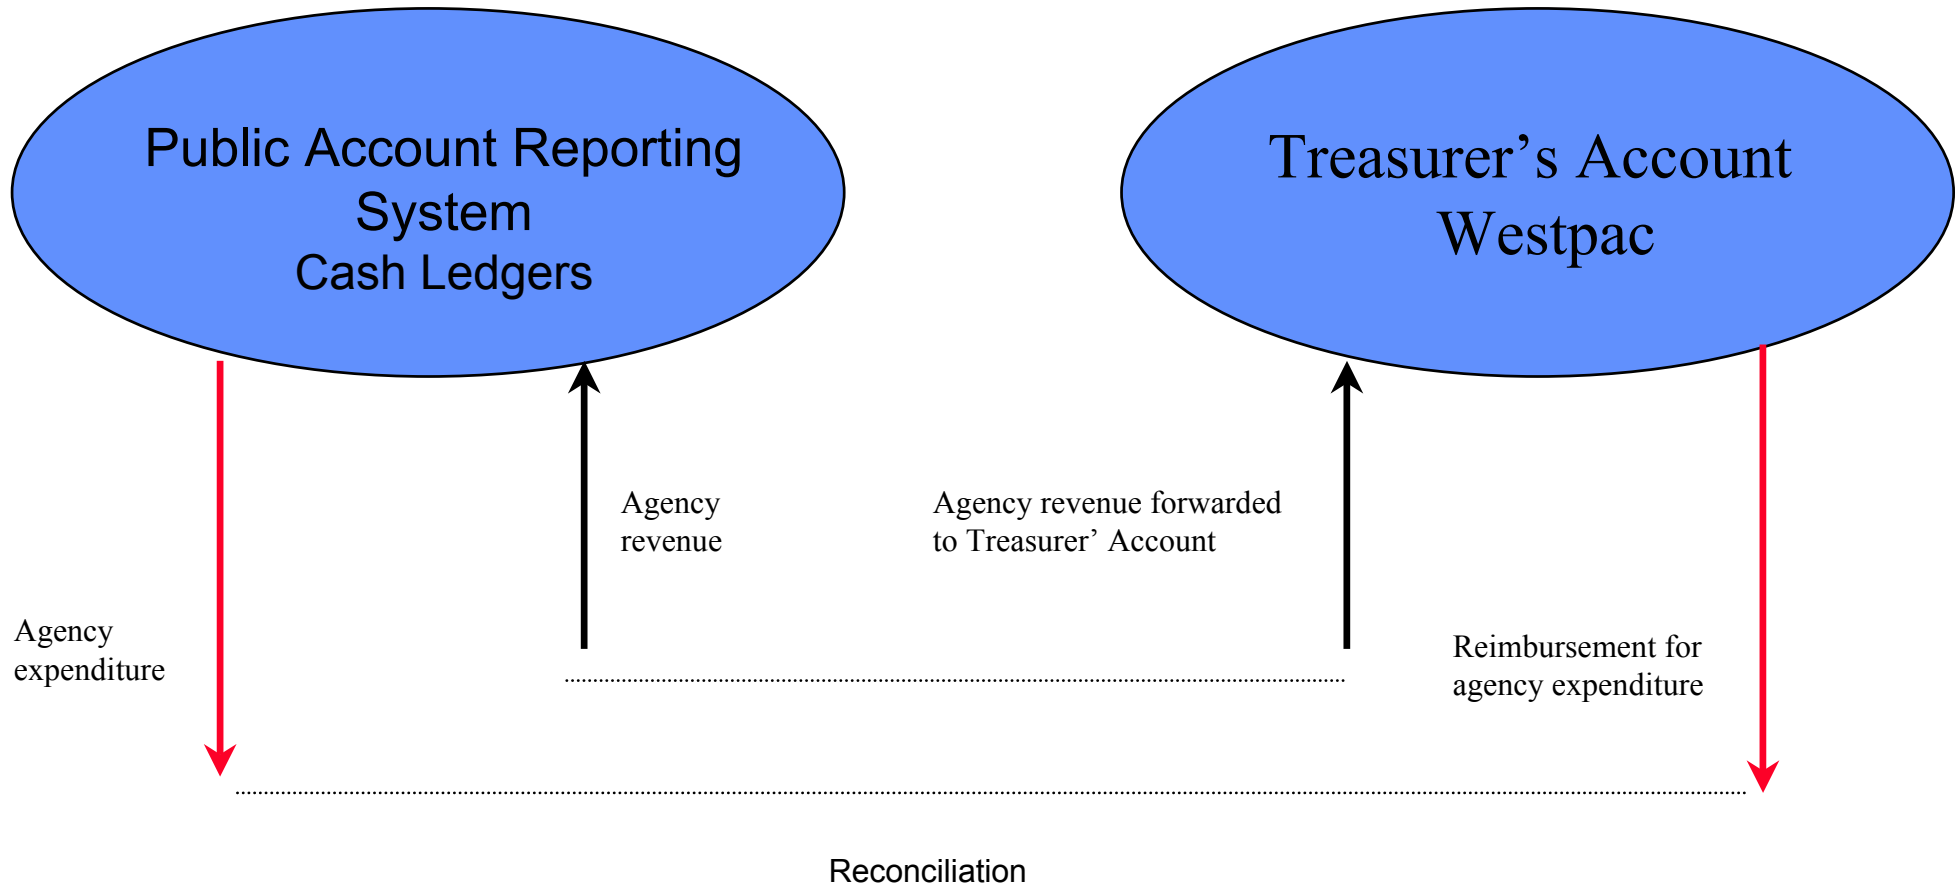 Public Account Reporting
System
Cash Ledgers
Treasurer’s Account
Westpac
Agency
revenue
Agency revenue forwarded
to Treasurer’ Account
Agency
expenditure
Reimbursement for
agency expenditure
Reconciliation